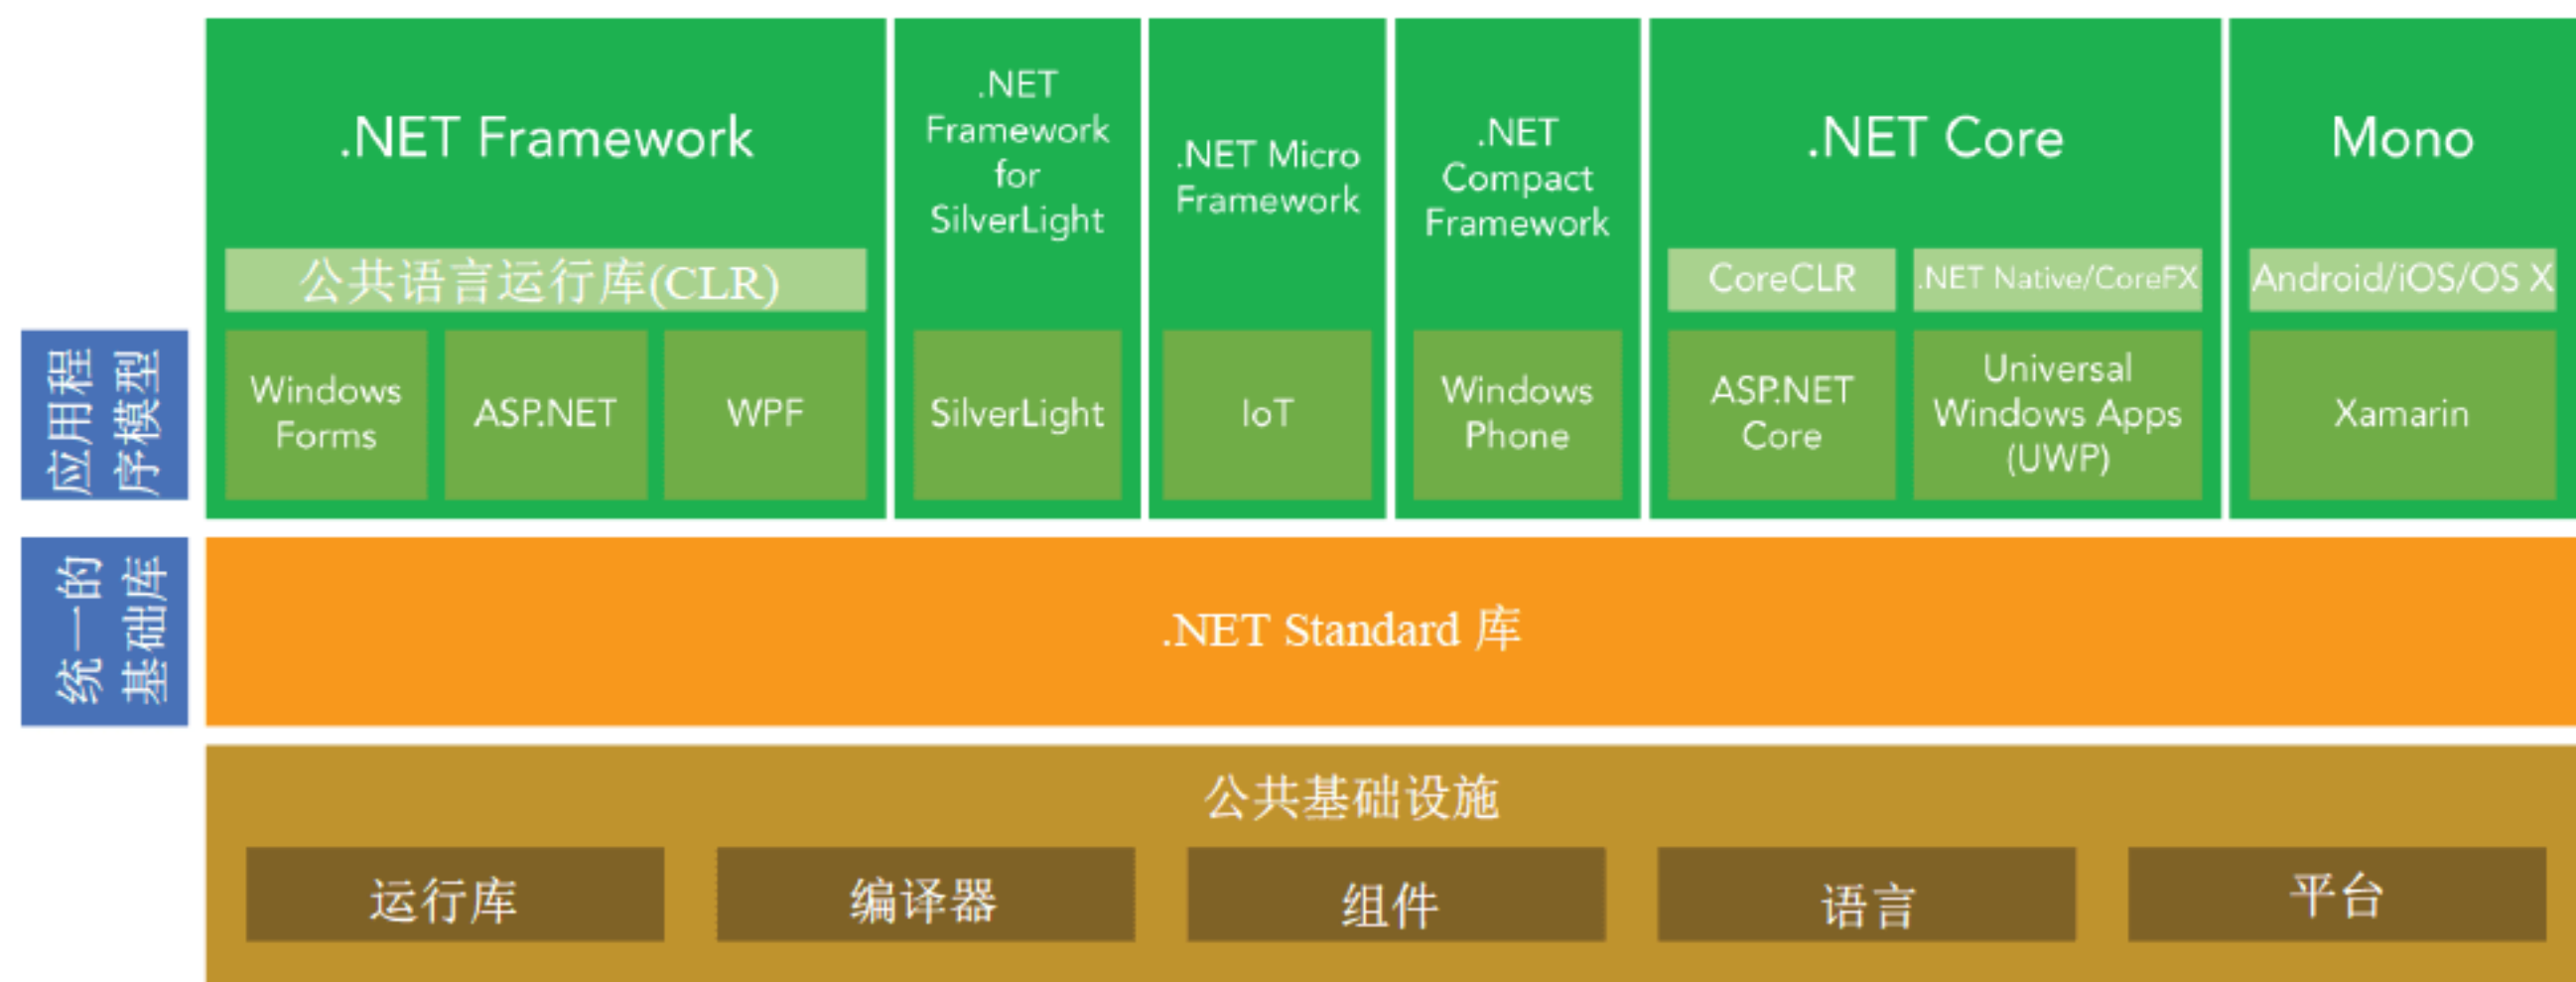 .NET Framework
公共语言运行库(CLR)
Windows
Forms
ASP.NET
WPF
.NET
Framework
for
SilverLight
SilverLight
.NET Micro
Framework
IoT
.NET
Compact
Framework
Windows
Phone
.NET Core
CoreCLR
.NET Native/CoreFX
ASP.NET
Core
Universal
Windows Apps
(UWP)
Mono
Android/iOS/OS X
Xamarin
应用程
序模型
统一的
基础库
.NET Standard 库
公共基础设施
运行库
编译器
组件
语言
平台